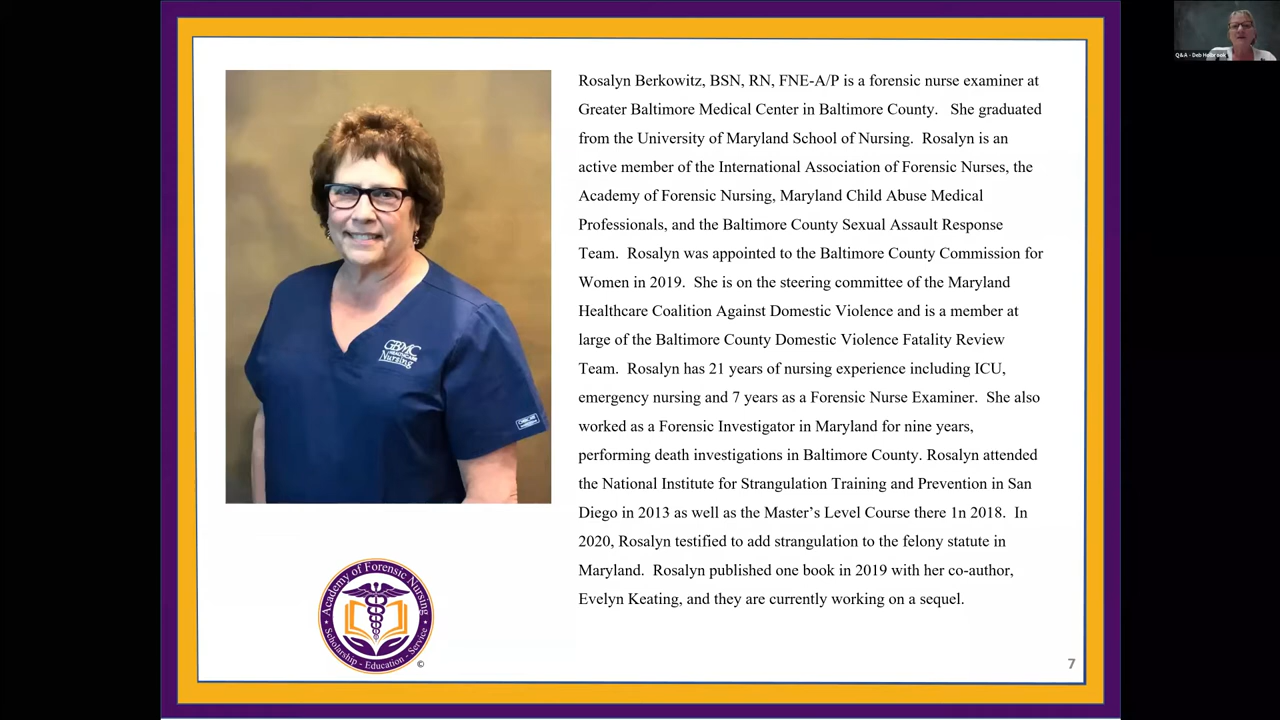 Rosalyn Berkowitz, BSN, RN, FNE-A/P is a forensic nurse examiner at
Greater Baltimore Medical Center in Baltimore County. She graduated
from the University of Maryland School of Nursing. Rosalyn is an
active member of the International Association of Forensic Nurses, the
Academy of Forensic Nursing, Maryland Child Abuse Medical
Professionals, and the Baltimore County Sexual Assault Response
Team. Rosalyn was appointed to the Baltimore County Commission for
Women in 2019. She is on the steering committee of the Maryland
Healthcare Coalition Against Domestic Violence and is a member at
large of the Baltimore County Domestic Violence Fatality Review
Team. Rosalyn has 21 years of nursing experience including ICU,
emergency nursing and 7 years as a Forensic Nurse Examiner. She also
worked as a Forensic Investigator in Maryland for nine years,
performing death investigations in Baltimore County. Rosalyn attended
the National Institute for Strangulation Training and Prevention in San
Diego in 2013 as well as the Master’s Level Course there 1n 2018. In
2020, Rosalyn testified to add strangulation to the felony statute in
Maryland. Rosalyn published one book in 2019 with her co-author,
Evelyn Keating, and they are currently working on a sequel.
GBMC
HEALTHCARE
Nursing
Academy of Forensic Nursing
Scholarship - Education - Service
©
7
Q&A - Deb Holbrook